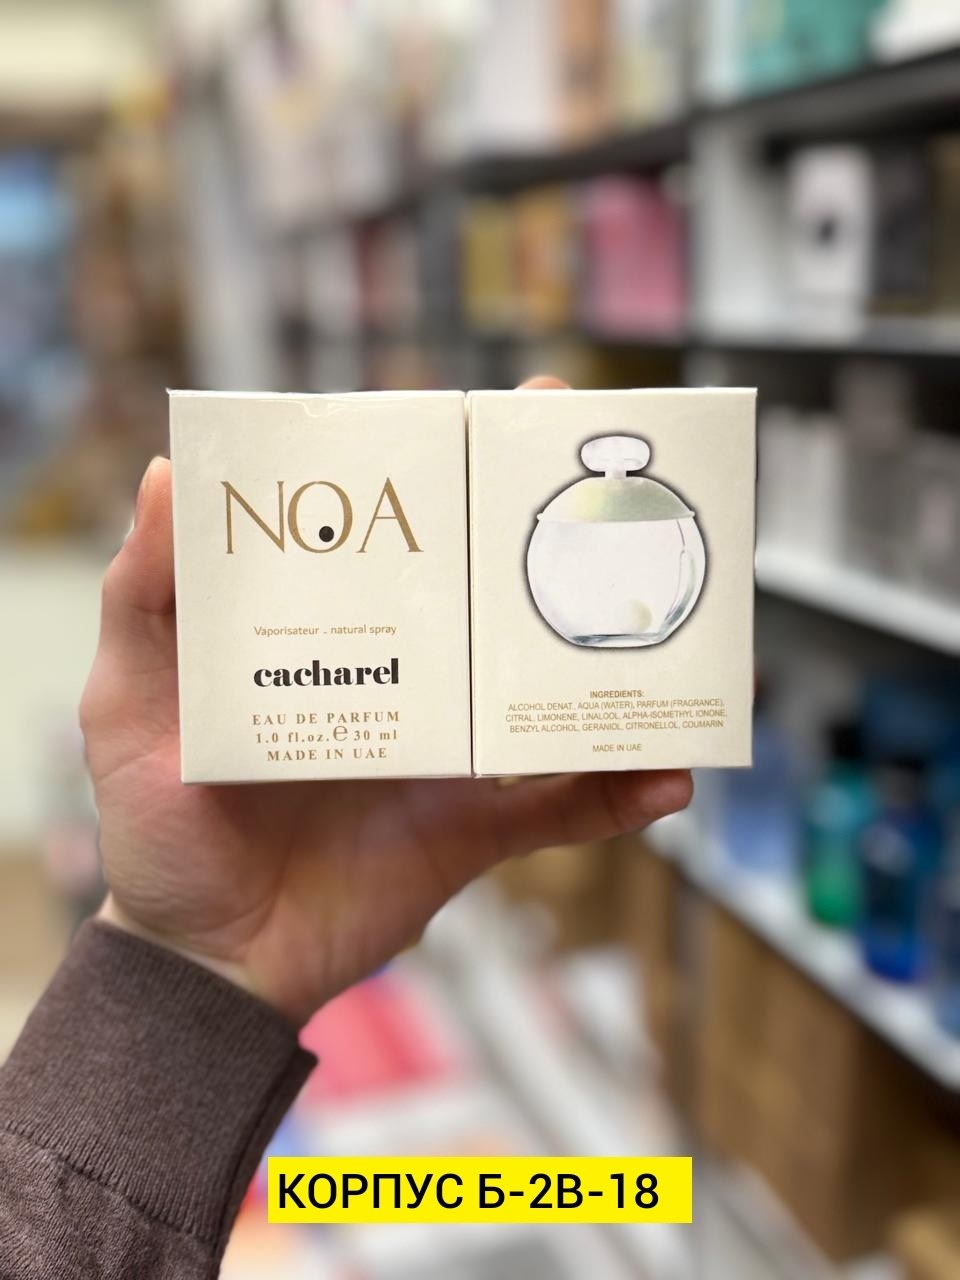 NOA
Vaporisateur - natural spray
cacharel
EAU DE PARFUM
1.0 fl.oz. e 30 ml
MADE IN UAE
INGREDIENTS:
ALCOHOL DENAT, AQUA (WATER), PARFUM (FRAGRANCE),
CITRAL, LIMONENE, LINALOOL, ALPHA-ISOMETHYL IONONE,
BENZYL ALCOHOL, GERANIOL, CITRONELLOL, COUMARIN
MADE IN UAE
КОРПУС Б-2В-18